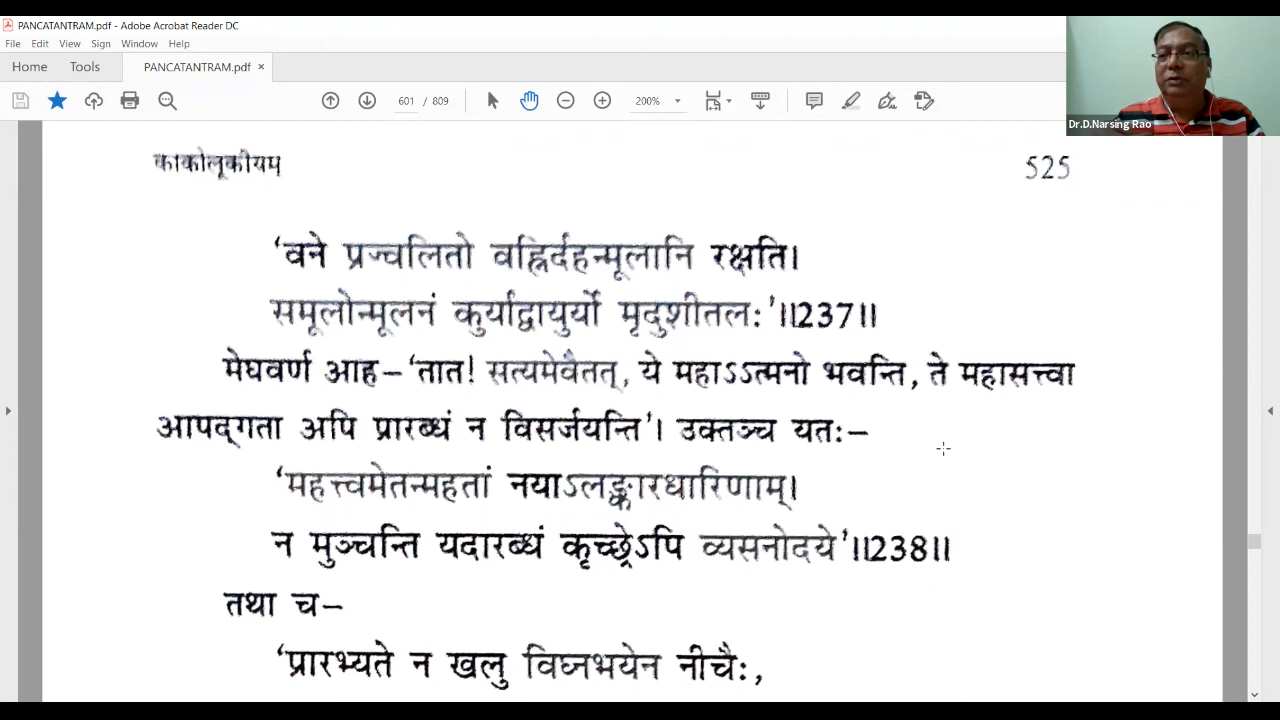 PANCATANTRAM.pdf - Adobe Acrobat Reader DC
File Edit View Sign Window Help
Home Tools PANCATANTRAM.pdf ×
601 / 809 200%
Dr.D.Narsing Rao
काकोलूकीयम् 525
‘वने प्रज्वलितो वह्निर्दहन्मूलानि रक्षति।
समूलोन्मूलनं कुर्याद्वायुर्यो मृदुशीतलः’।।237।।
मेघवर्ण आह–‘तात! सत्यमेवैतत्, ये महाऽऽत्मनो भवन्ति, ते महासत्त्वा
आपद्‌गता अपि प्रारब्धं न विसर्जयन्ति’। उक्तञ्च यतः–
‘महत्त्वमेतन्महतां नयाऽलङ्कारधारिणाम्।
न मुञ्चन्ति यदारब्धं कृच्छ्रेऽपि व्यसनोदये’।।238।।
तथा च–
‘प्रारभ्यते न खलु विघ्नभयेन नीचैः,